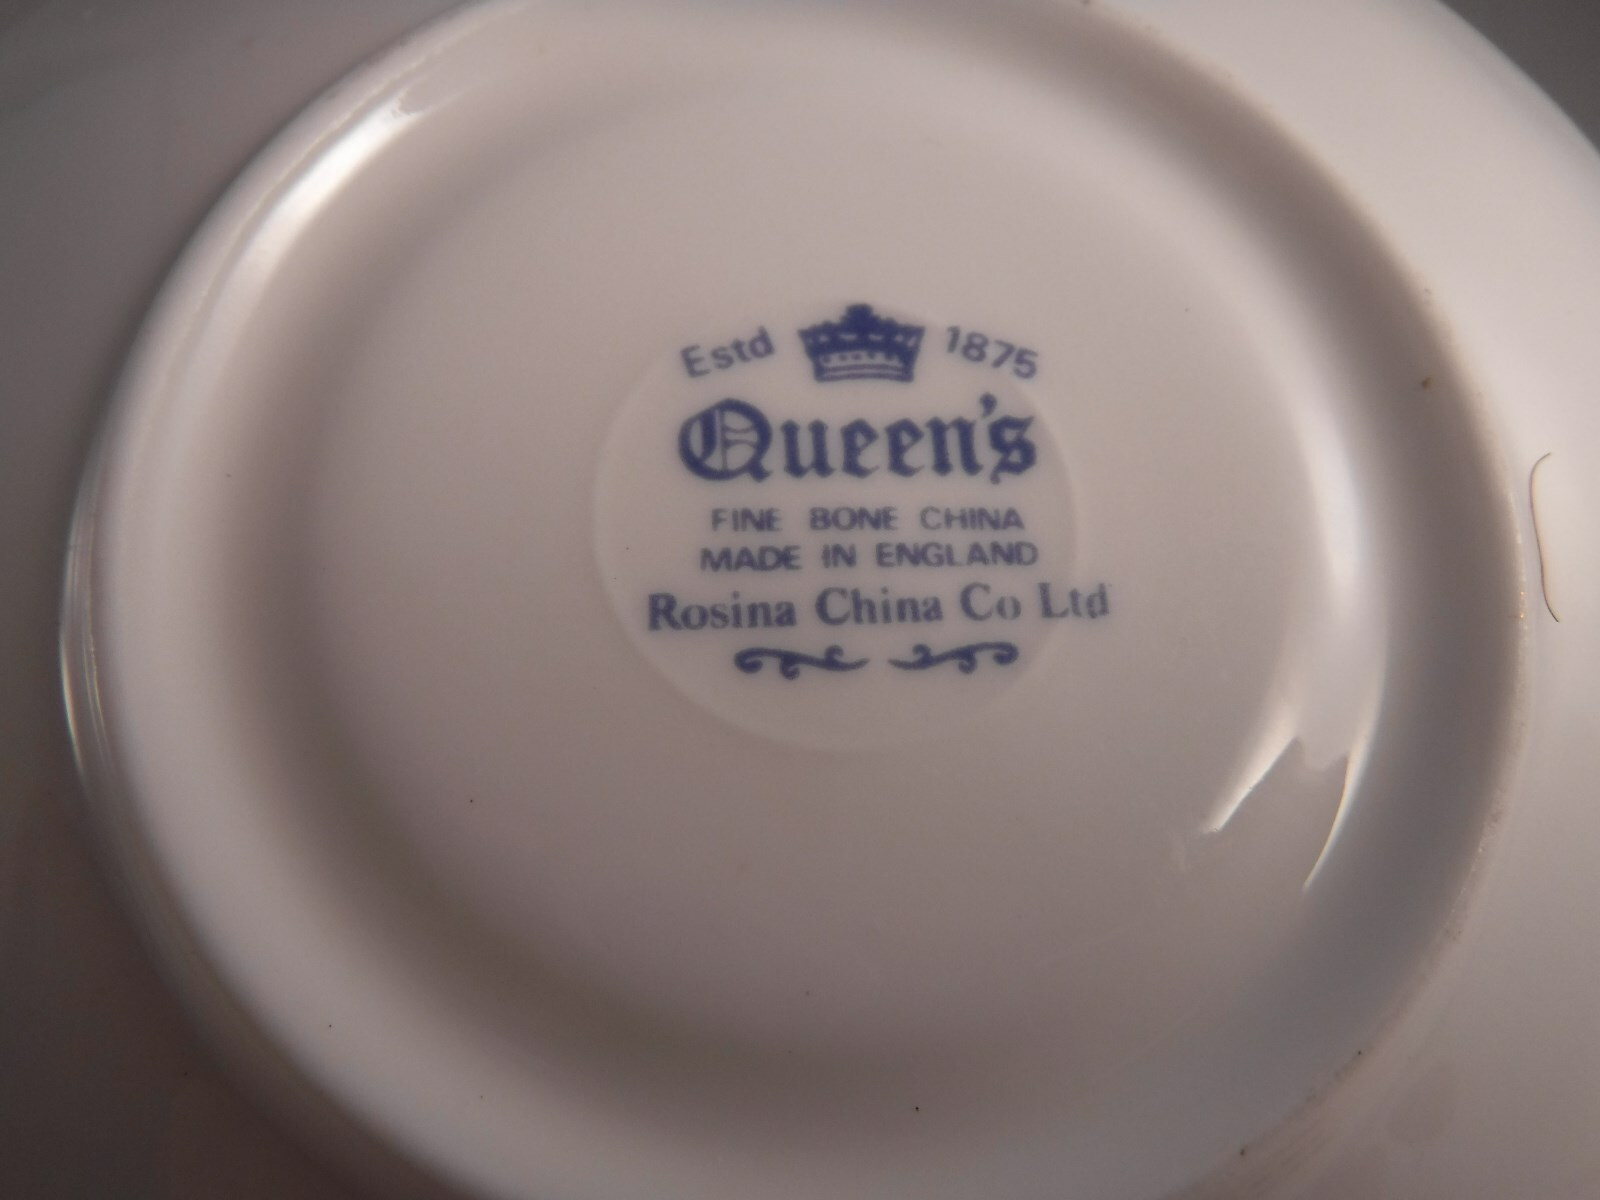 Estd 1875
Queen's
FINE BONE CHINA
MADE IN ENGLAND
Rosina China Co Ltd